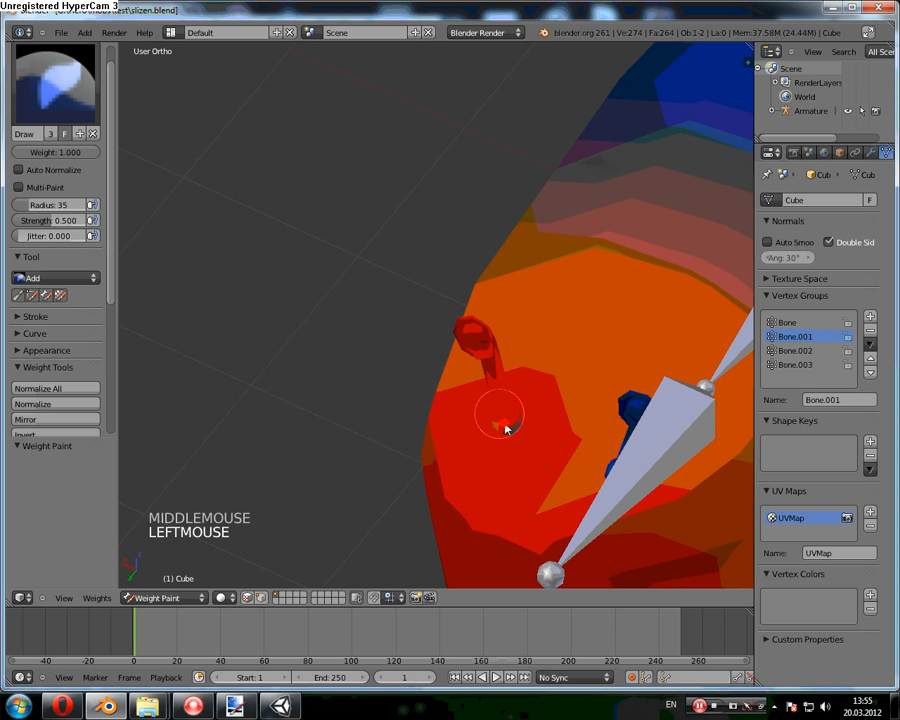 Unregistered HyperCam 3
File Add Render Help Default Scene Blender Render blender.org 261 | Ve:274 | Fa:264 | Ob:1-2 | La:0 | Mem:37.58M (24.44M) | Cube
User Ortho
View Search All Scen
Scene
RenderLayers
World
Armature
Draw 3 F
Weight: 1.000
Auto Normalize
Multi-Paint
Radius: 35
Strength: 0.500
Jitter: 0.000
Tool
Add
Stroke
Curve
Appearance
Weight Tools
Normalize All
Normalize
Mirror
Invert
Weight Paint
Cub Cub
Cube F
Normals
Auto Smoo Double Sid
Ang: 30°
Texture Space
Vertex Groups
Bone
Bone.001
Bone.002
Bone.003
Name: Bone.001
Shape Keys
UV Maps
UVMap
Name: UVMap
Vertex Colors
Custom Properties
MIDDLEMOUSE
LEFTMOUSE
(1) Cube
View Weights Weight Paint
-40 -20 0 20 40 60 80 100 120 140 160 180 200 220 240 260
View Marker Frame Playback Start: 1 End: 250 1 No Sync
EN 13:55
20.03.2012